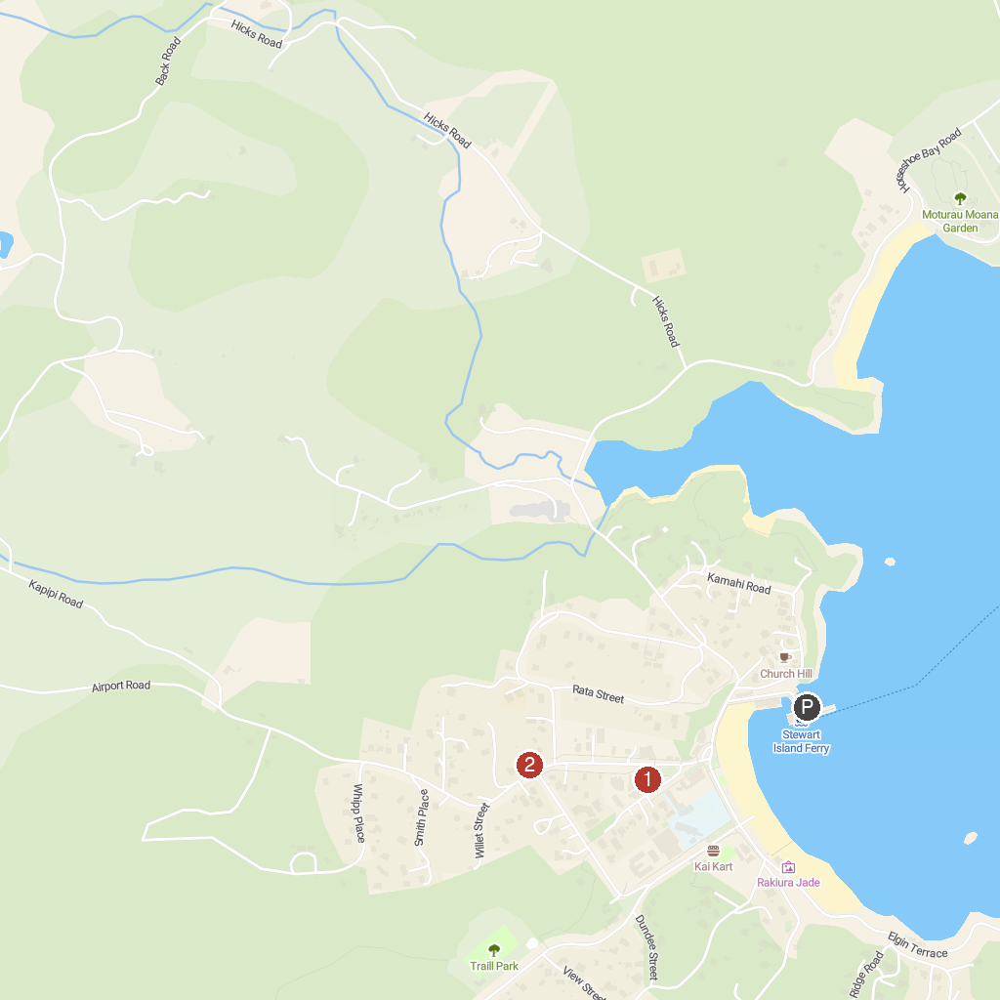 Hicks Road
Back Road
Hicks Road
Horseshoe Bay Road
Moturau Moana
Garden
Hicks Road
Kapipi Road
Kamahi Road
Church Hill
Airport Road
Rata Street
P
Stewart
Island Ferry
2
1
Whipp Place
Smith Place
Willet Street
Kai Kart
Rakiura Jade
Dundee Street
Elgin Terrace
Traill Park
View Street
Ridge Road